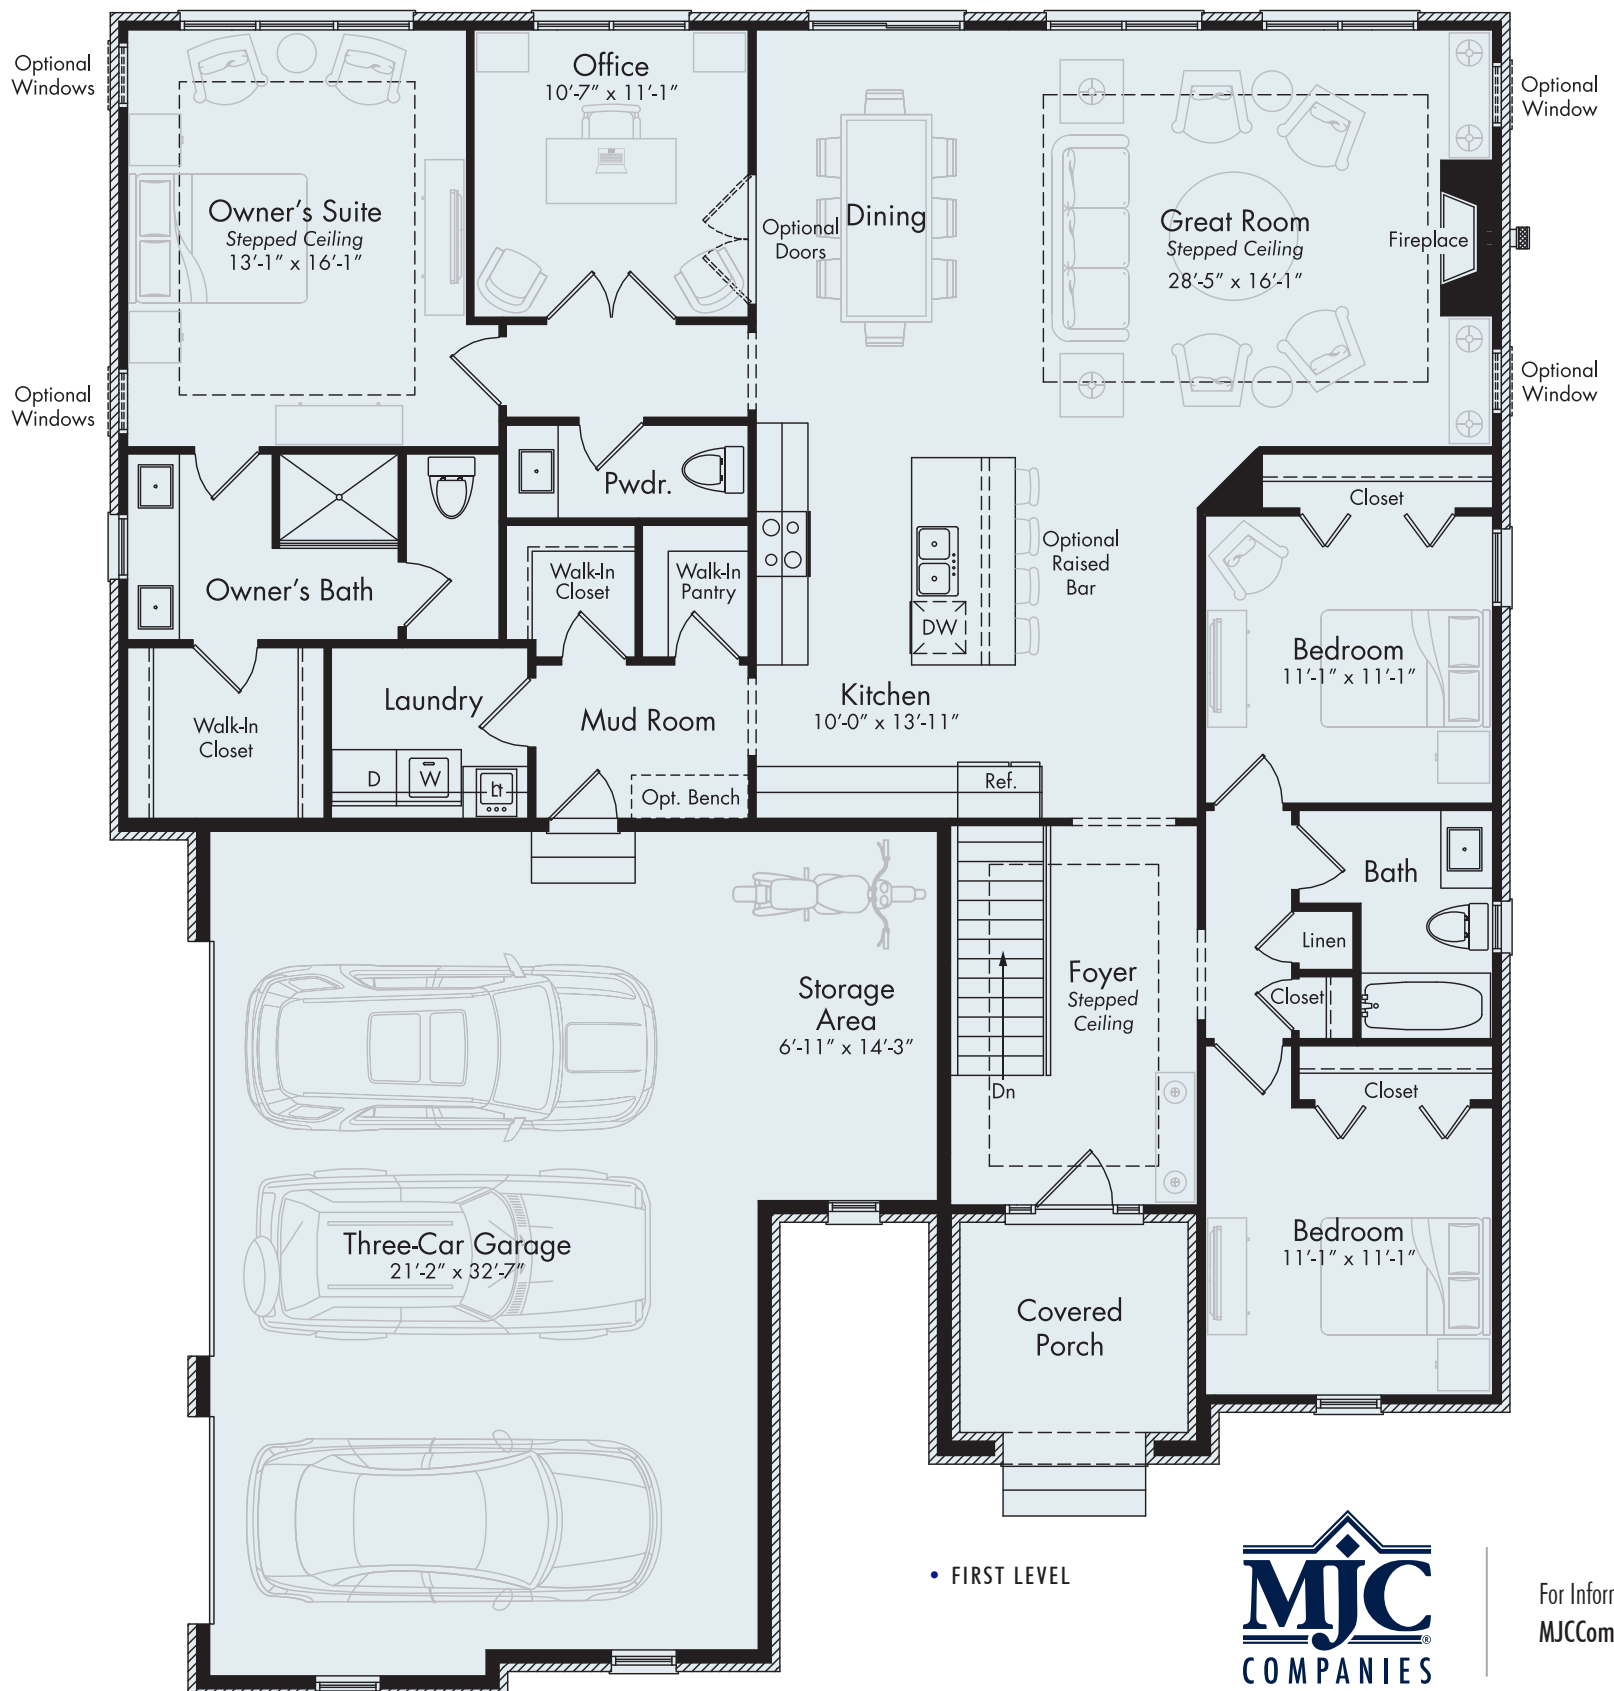 Optional
Windows
Office
10'-7" x 11'-1"
Optional
Window
Owner's Suite
Stepped Ceiling
13'-1" x 16'-1"
Optional
Doors
Dining
Great Room
Stepped Ceiling
28'-5" x 16'-1"
Fireplace
Optional
Windows
Optional
Window
Pwdr.
Closet
Owner's Bath
Walk-In
Closet
Walk-In
Pantry
Optional
Raised
Bar
DW
Bedroom
11'-1" x 11'-1"
Laundry
Mud Room
Kitchen
10'-0" x 13'-11"
Walk-In
Closet
D
W
Lt
Opt. Bench
Ref.
Bath
Linen
Closet
Storage
Area
6'-11" x 14'-3"
Foyer
Stepped
Ceiling
Dn
Closet
Three-Car Garage
21'-2" x 32'-7"
Bedroom
11'-1" x 11'-1"
Covered
Porch
• FIRST LEVEL
MJC®
COMPANIES
For Inforr
MJCCom